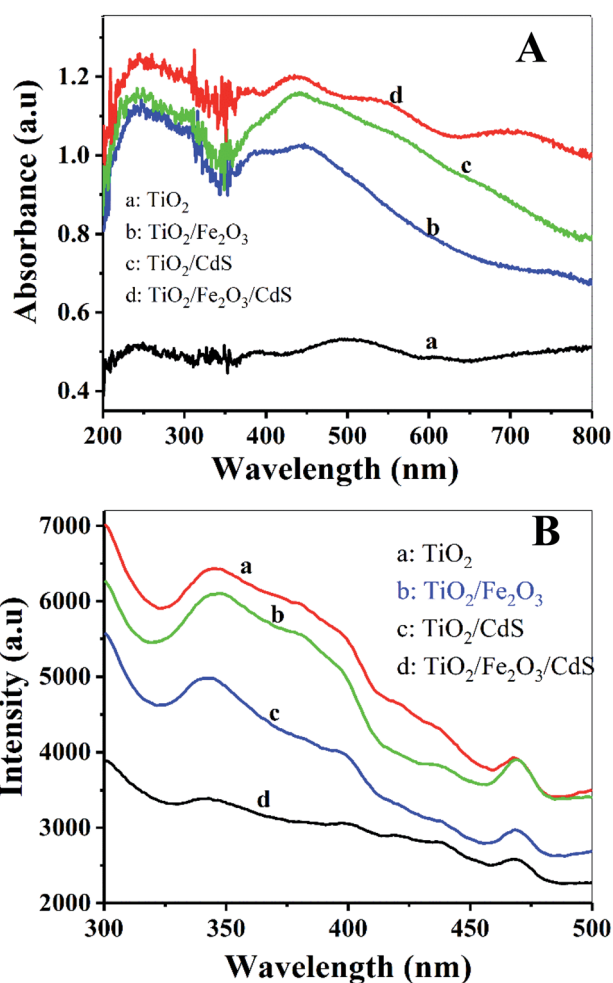 A
1.2
1.0
0.8
0.6
0.4
Absorbance (a.u)
d
c
b
a
a: TiO₂
b: TiO₂/Fe₂O₃
c: TiO₂/CdS
d: TiO₂/Fe₂O₃/CdS
200 300 400 500 600 700 800
Wavelength (nm)
B
7000
6000
5000
4000
3000
2000
Intensity (a.u)
a
b
c
d
a: TiO₂
b: TiO₂/Fe₂O₃
c: TiO₂/CdS
d: TiO₂/Fe₂O₃/CdS
300 350 400 450 500
Wavelength (nm)